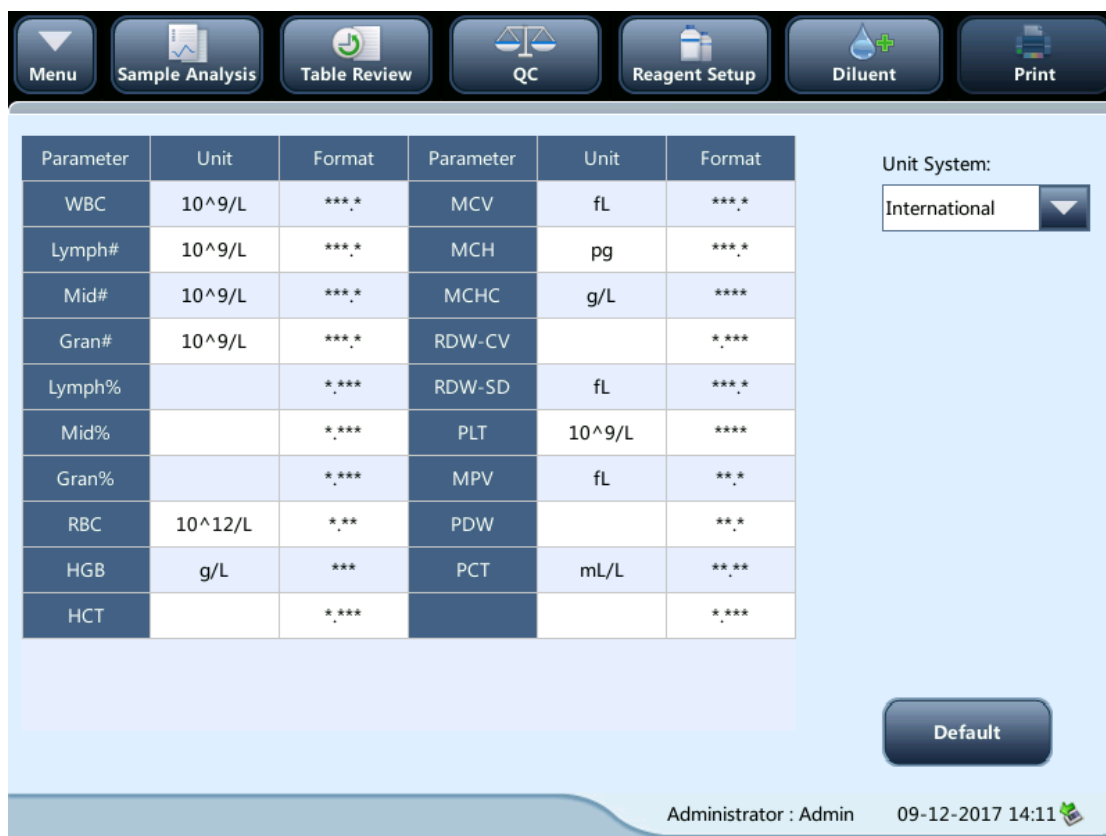 Menu Sample Analysis Table Review QC Reagent Setup Diluent Print
Parameter Unit Format Parameter Unit Format
Unit System:
International
WBC 10^9/L ***.* MCV fL ***.*
Lymph# 10^9/L ***.* MCH pg ***.*
Mid# 10^9/L ***.* MCHC g/L ****
Gran# 10^9/L ***.* RDW-CV *.***
Lymph% *.*** RDW-SD fL ***.*
Mid% *.*** PLT 10^9/L ****
Gran% *.*** MPV fL **.*
RBC 10^12/L *.** PDW **.*
HGB g/L *** PCT mL/L **.**
HCT *.*** *.***
Default
Administrator : Admin 09-12-2017 14:11